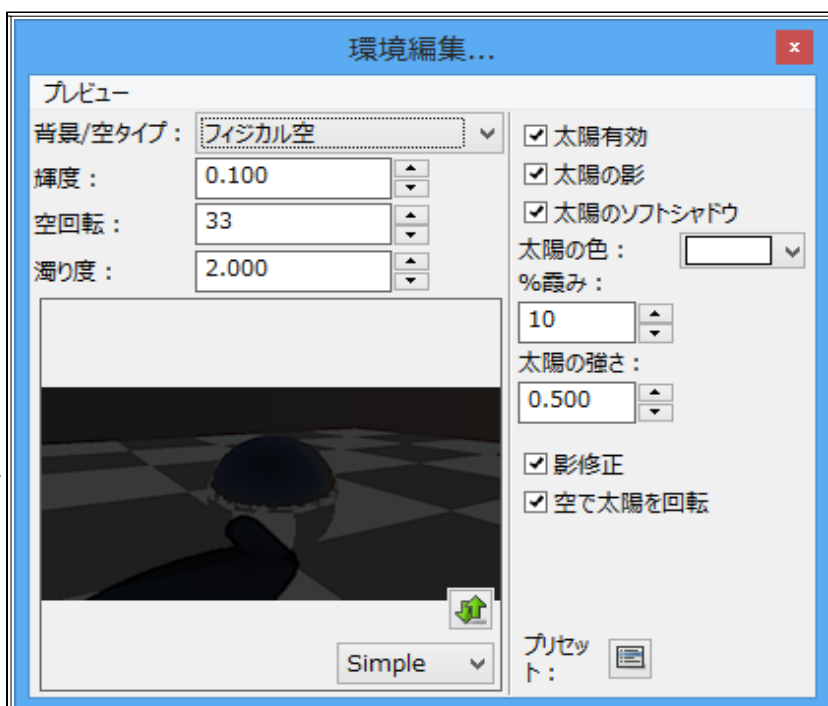 環境編集...
プレビュー
背景/空タイプ： フィジカル空
輝度： 0.100
空回転： 33
濁り度： 2.000
Simple
太陽有効
太陽の影
太陽のソフトシャドウ
太陽の色：
%霞み：
10
太陽の強さ：
0.500
影修正
空で太陽を回転
プリセッ
ト：